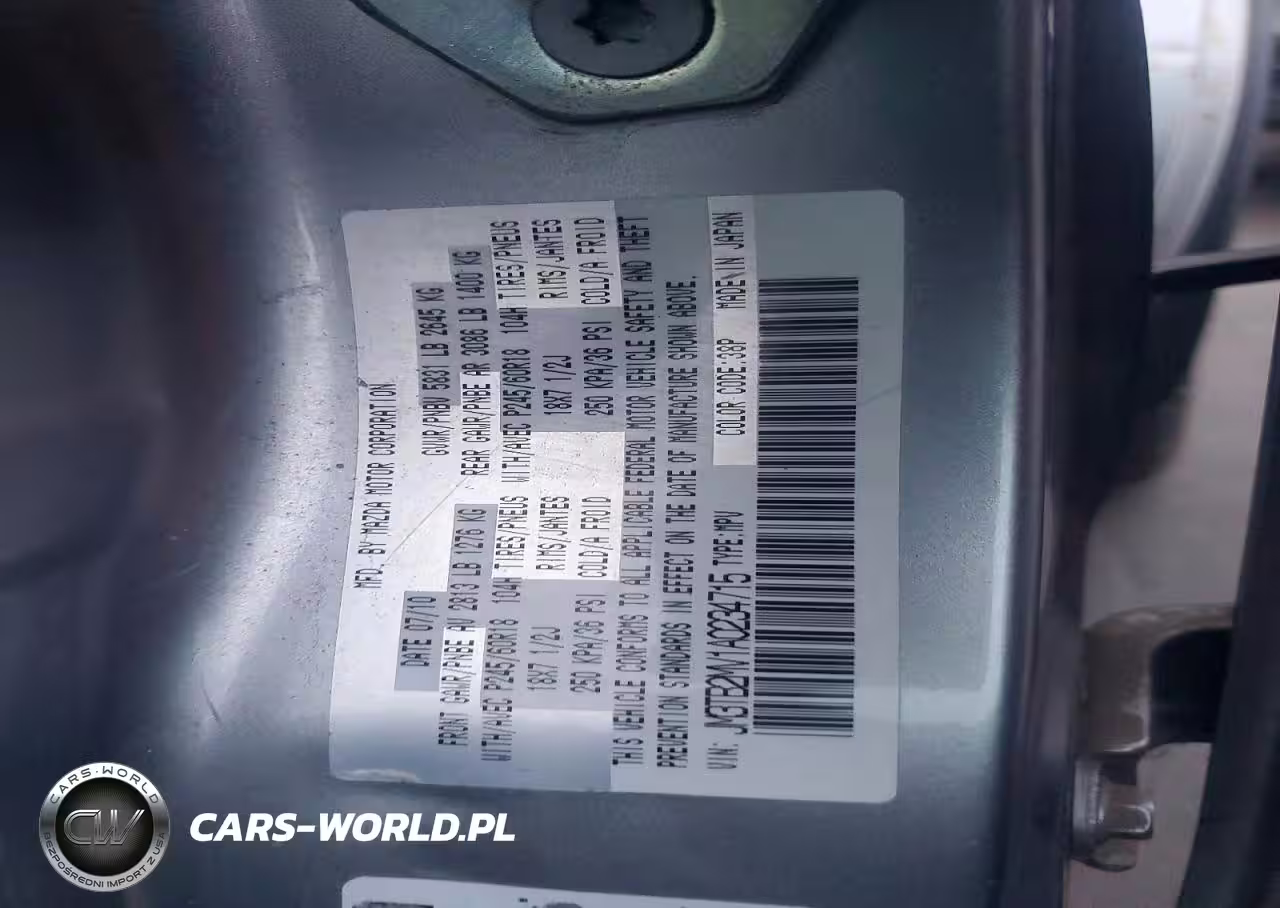 MFD. BY MAZDA MOTOR CORPORATION
DATE 07/10 GVWR/PNBV 5831 LB 2645 KG
FRONT GAWR/PNBE AV 2813 LB 1276 KG REAR GAWR/PNBE AR 3086 LB 1400 KG
WITH/AVEC P245/60R18 104H TIRES/PNEUS WITH/AVEC P245/60R18 104H TIRES/PNEUS
18X7 1/2J RIMS/JANTES 18X7 1/2J RIMS/JANTES
250 KPA/36 PSI COLD/A FROID 250 KPA/36 PSI COLD/A FROID
THIS VEHICLE CONFORMS TO ALL APPLICABLE FEDERAL MOTOR VEHICLE SAFETY AND THEFT
PREVENTION STANDARDS IN EFFECT ON THE DATE OF MANUFACTURE SHOWN ABOVE.
VIN: JM3TB2MV1A0234715 TYPE:MPV COLOR CODE:38P MADE IN JAPAN
CARS-WORLD
CW
BEZPOŚREDNI IMPORT Z USA
CARS-WORLD.PL